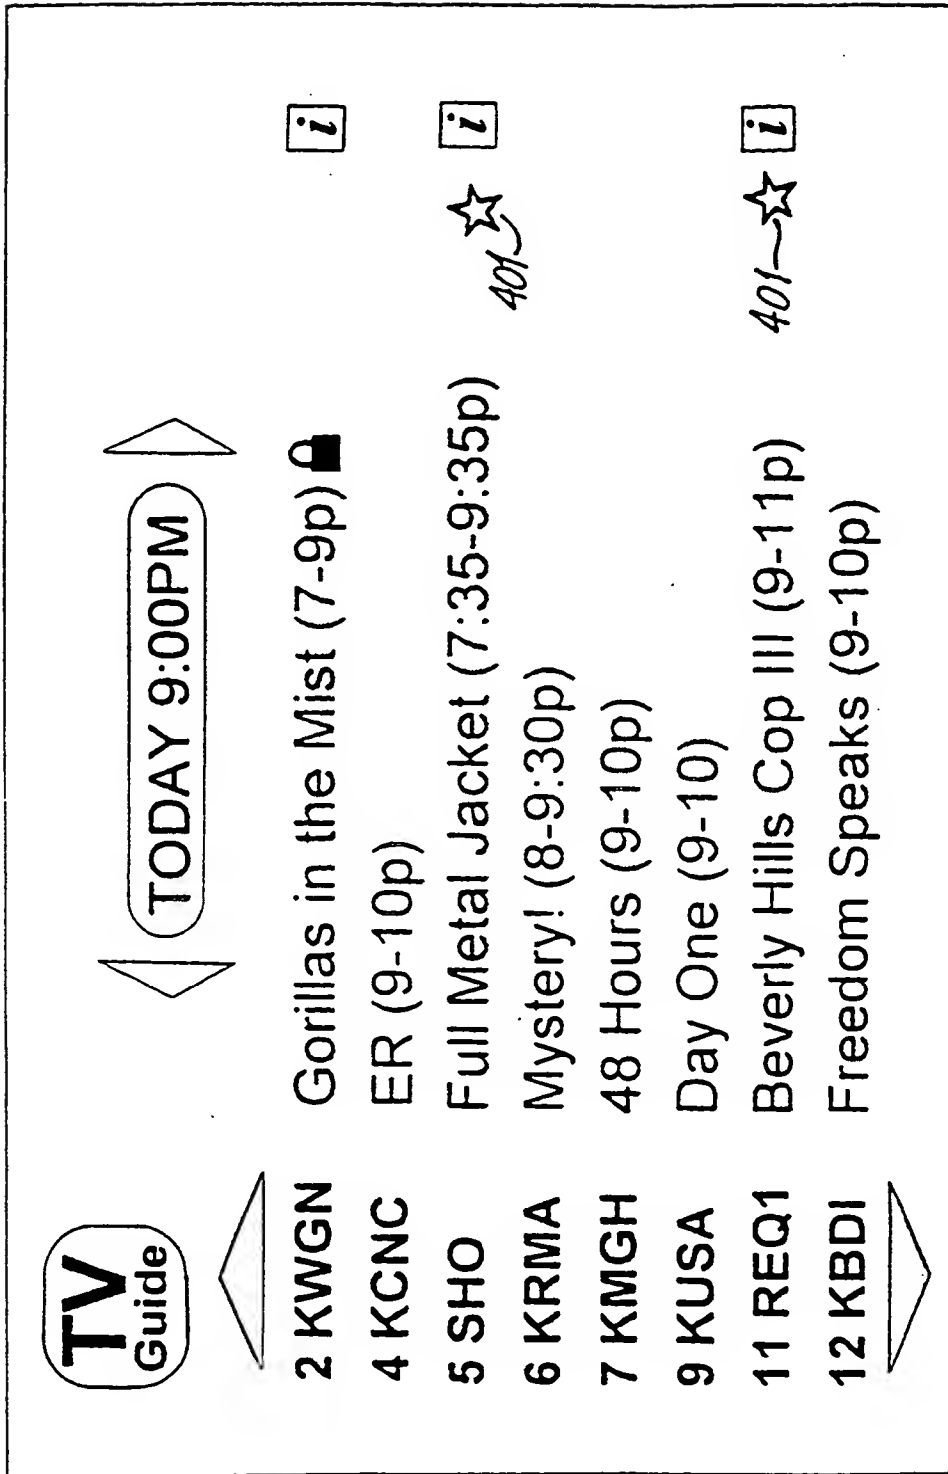 TV
Guide
TODAY 9:00PM
2 KWGN Gorillas in the Mist (7-9p) i
4 KCNC ER (9-10p)
5 SHO Full Metal Jacket (7:35-9:35p) 401 i
6 KRMA Mystery! (8-9:30p)
7 KMGH 48 Hours (9-10p)
9 KUSA Day One (9-10)
11 REQ1 Beverly Hills Cop III (9-11p) 401 i
12 KBDI Freedom Speaks (9-10p)